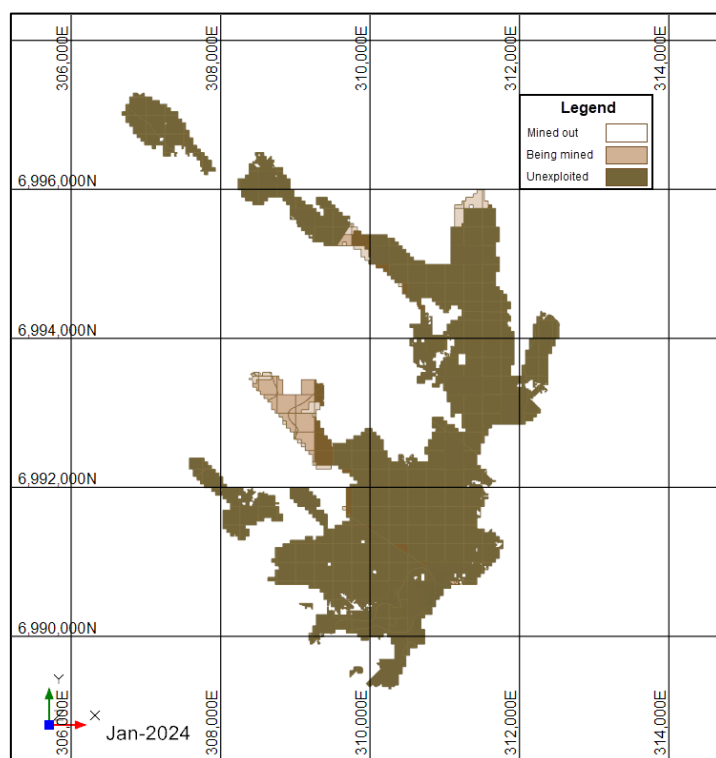 306,000E
308,000E
310,000E
312,000E
314,000E
Legend
Mined out
Being mined
Unexploited
6,996,000N
6,994,000N
6,992,000N
6,990,000N
Y
X
Jan-2024
306,000E
308,000E
310,000E
312,000E
314,000E